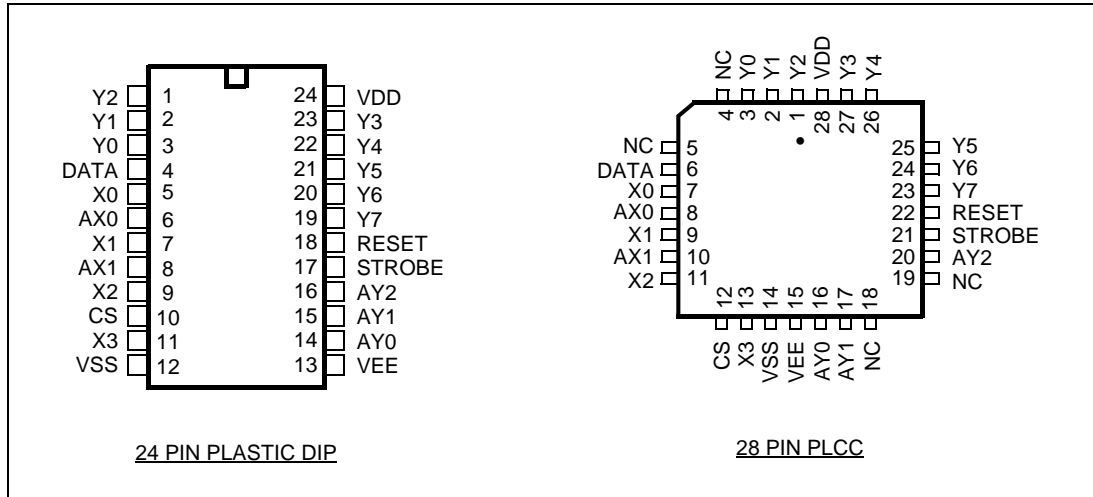 Y2 1 24 VDD
Y1 2 23 Y3
Y0 3 22 Y4
DATA 4 21 Y5
X0 5 20 Y6
AX0 6 19 Y7
X1 7 18 RESET
AX1 8 17 STROBE
X2 9 16 AY2
CS 10 15 AY1
X3 11 14 AY0
VSS 12 13 VEE
24 PIN PLASTIC DIP
NC Y0 Y1 Y2 VDD Y3 Y4
4 3 2 1 28 27 26
NC 5 25 Y5
DATA 6 24 Y6
X0 7 23 Y7
AX0 8 22 RESET
X1 9 21 STROBE
AX1 10 20 AY2
X2 11 19 NC
12 13 14 15 16 17 18
CS X3 VSS VEE AY0 AY1 NC
28 PIN PLCC